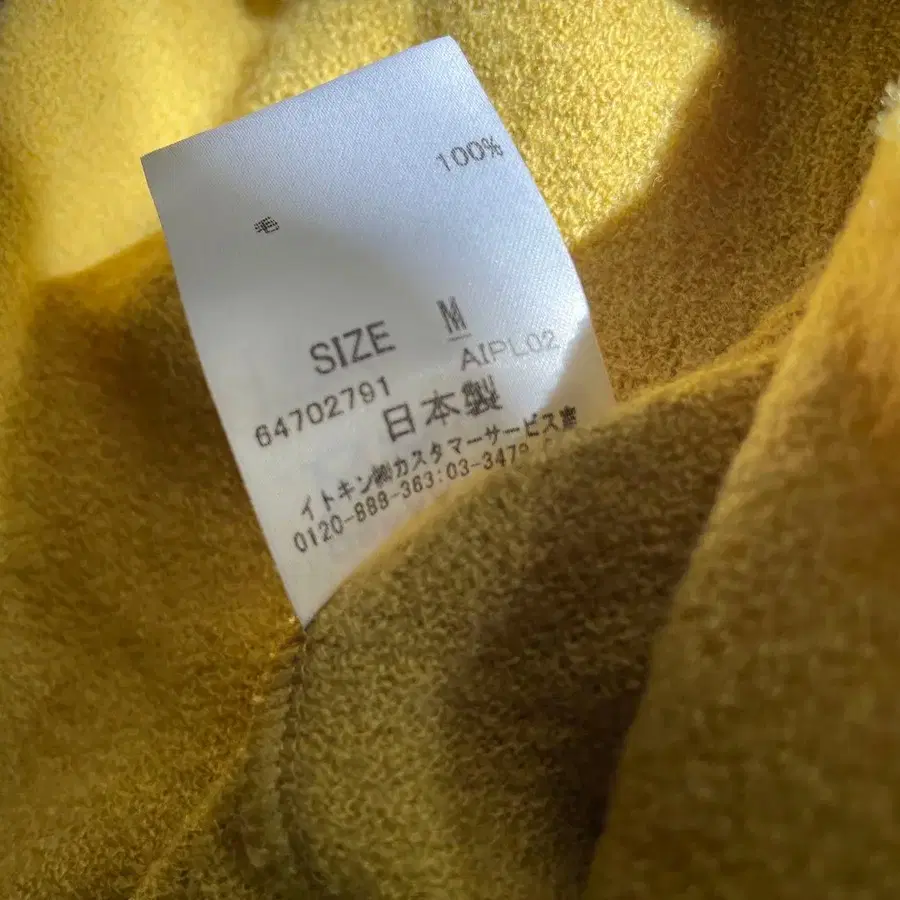 100%
毛
SIZE M
64702791 AIPL02
日本製
イトキン㈱カスタマーサービス室
0120-888-363:03-3478